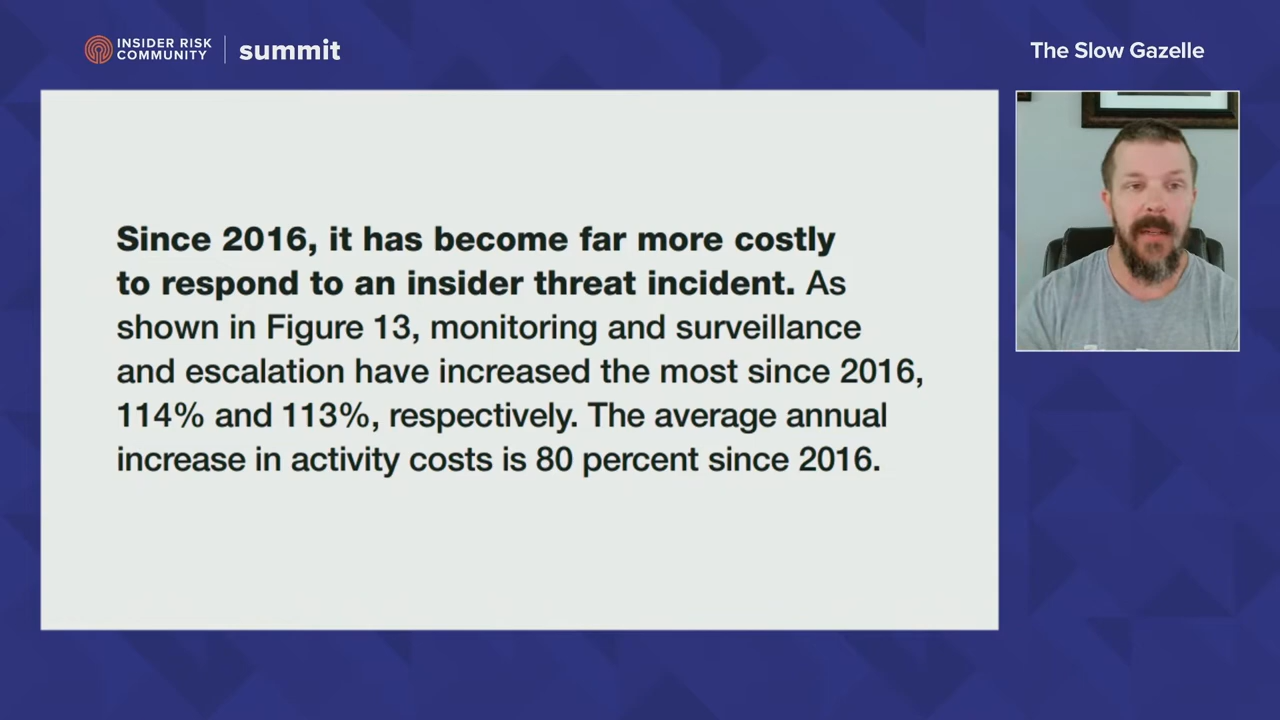 INSIDER RISK
COMMUNITY
summit
The Slow Gazelle
Since 2016, it has become far more costly
to respond to an insider threat incident. As
shown in Figure 13, monitoring and surveillance
and escalation have increased the most since 2016,
114% and 113%, respectively. The average annual
increase in activity costs is 80 percent since 2016.